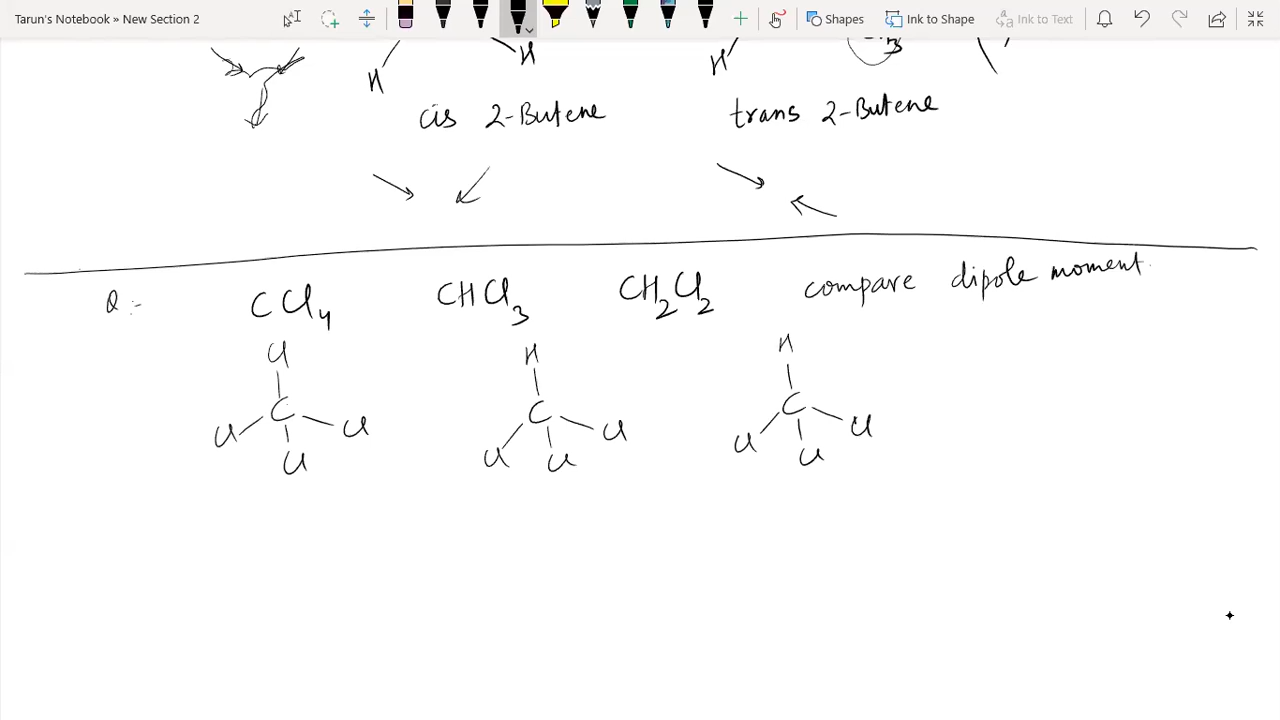 Tarun's Notebook » New Section 2
Shapes Ink to Shape Ink to Text
H H H
cis 2-Butene trans 2-Butene
Q:- CCl4 CHCl3 CH2Cl2 compare dipole moment.
Cl H H
C C C
Cl Cl Cl Cl Cl Cl
Cl Cl Cl